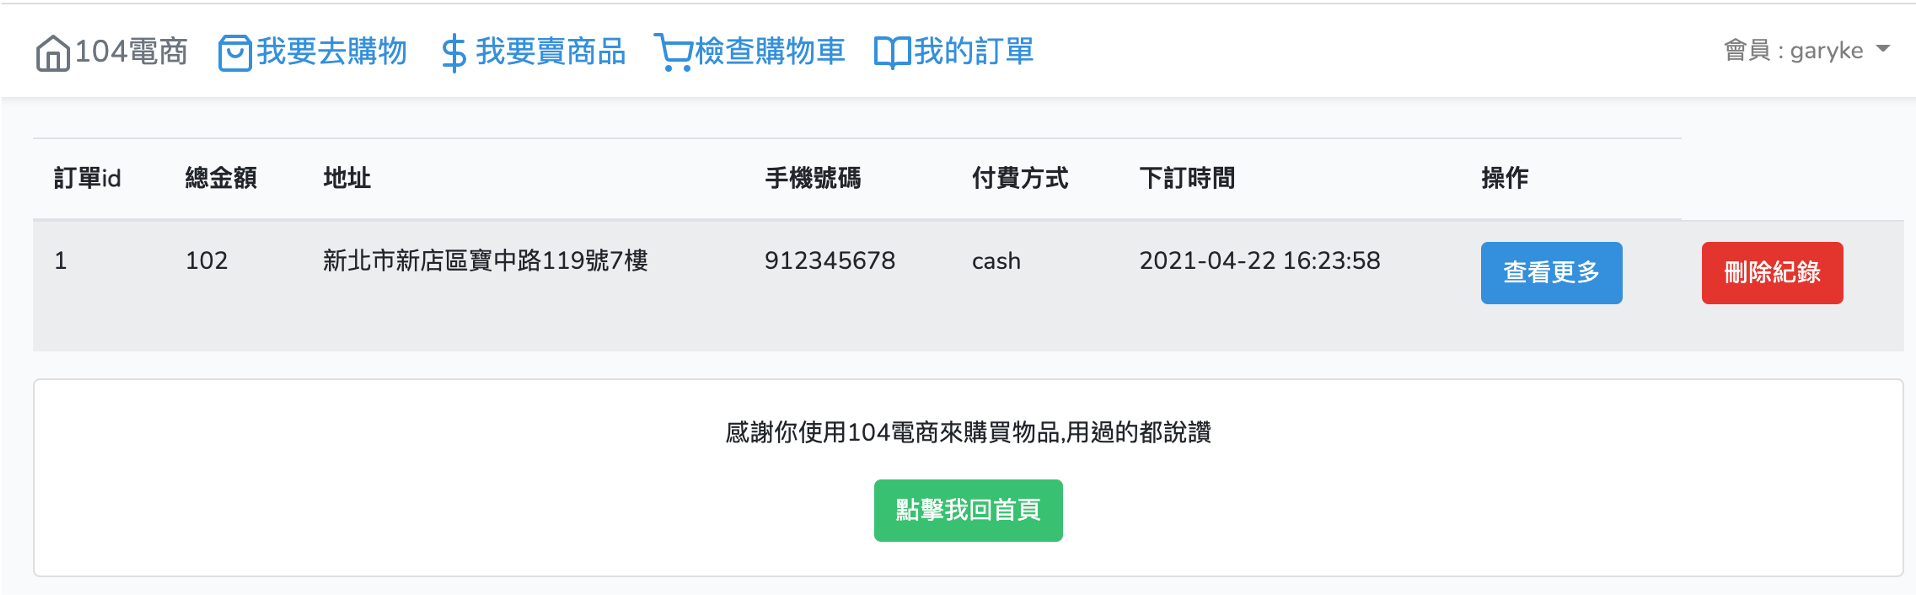 104電商 我要去購物 我要賣商品 檢查購物車 我的訂單 會員 : garyke
訂單id 總金額 地址 手機號碼 付費方式 下訂時間 操作
1 102 新北市新店區寶中路119號7樓 912345678 cash 2021-04-22 16:23:58 查看更多 刪除紀錄
感謝你使用104電商來購買物品,用過的都說讚
點擊我回首頁